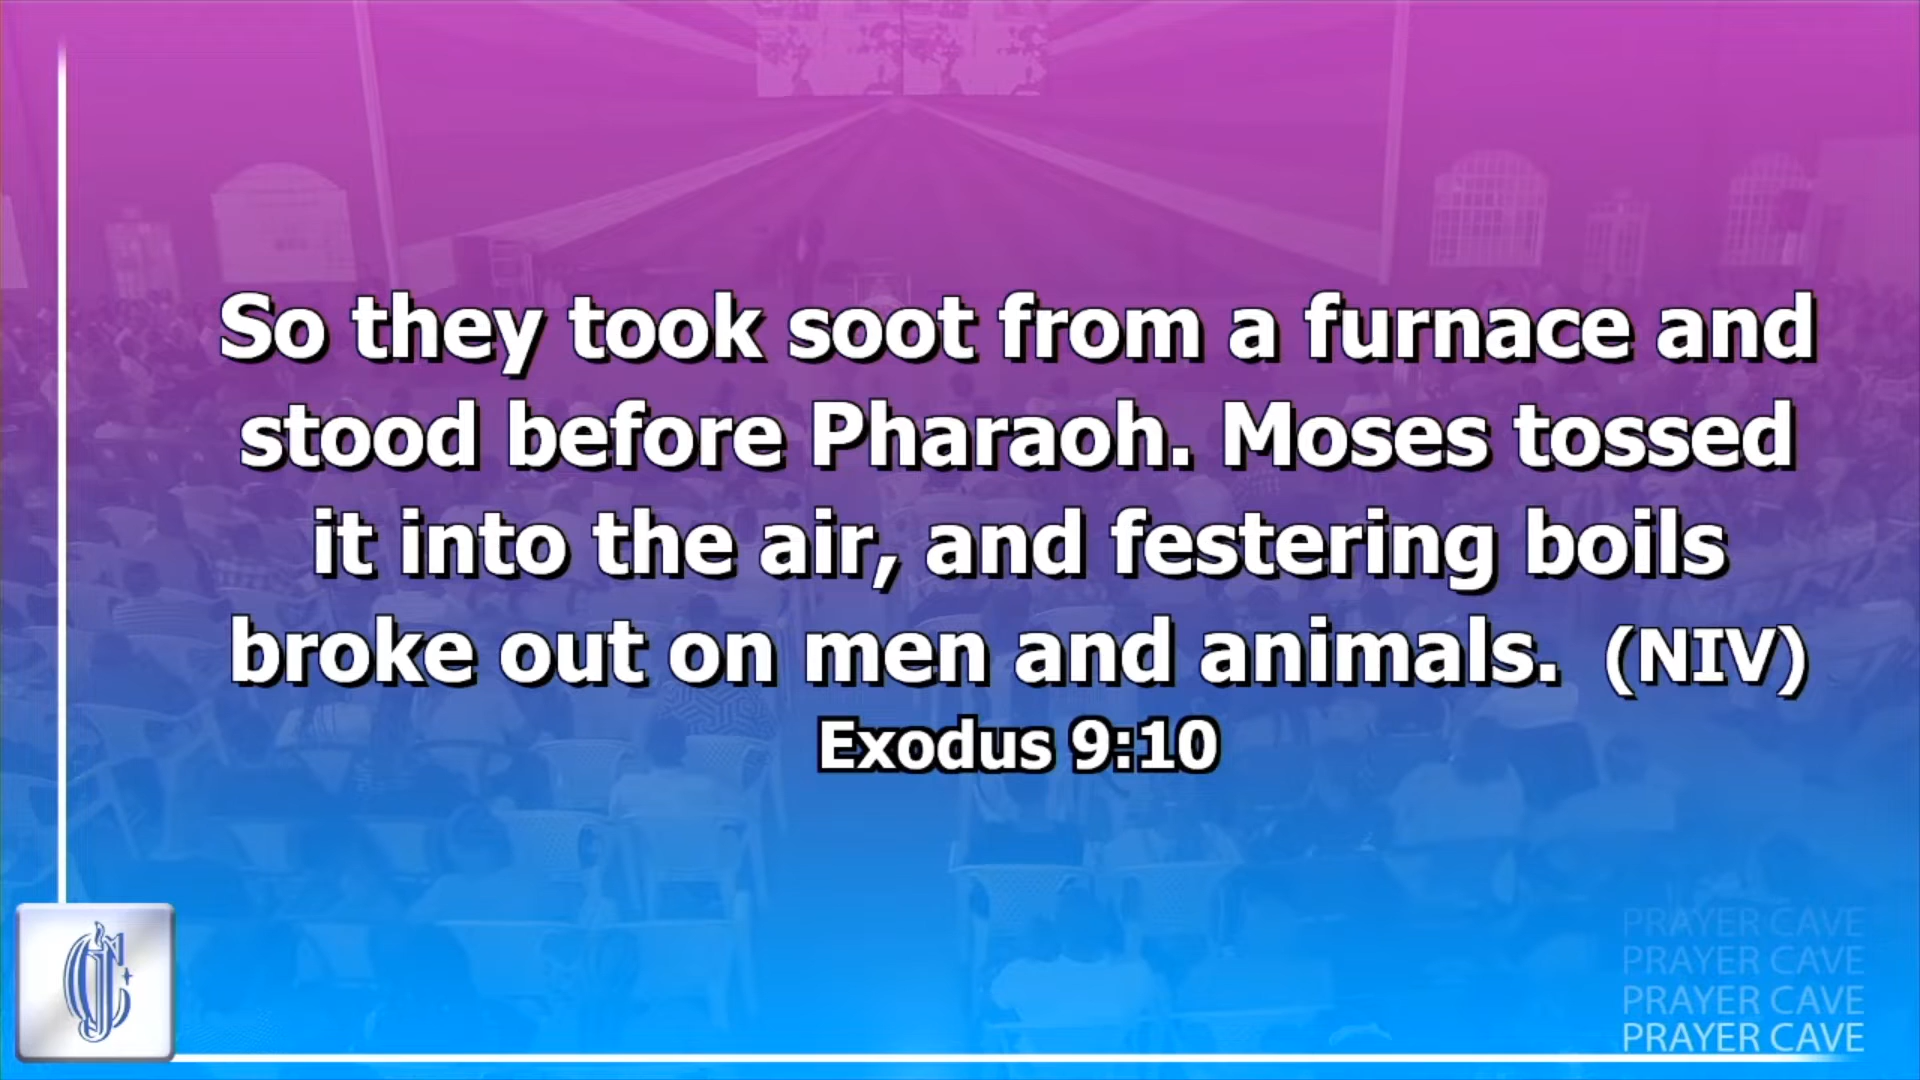 So they took soot from a furnace and
stood before Pharaoh. Moses tossed
it into the air, and festering boils
broke out on men and animals. (NIV)
Exodus 9:10
PRAYER CAVE
PRAYER CAVE
PRAYER CAVE
PRAYER CAVE